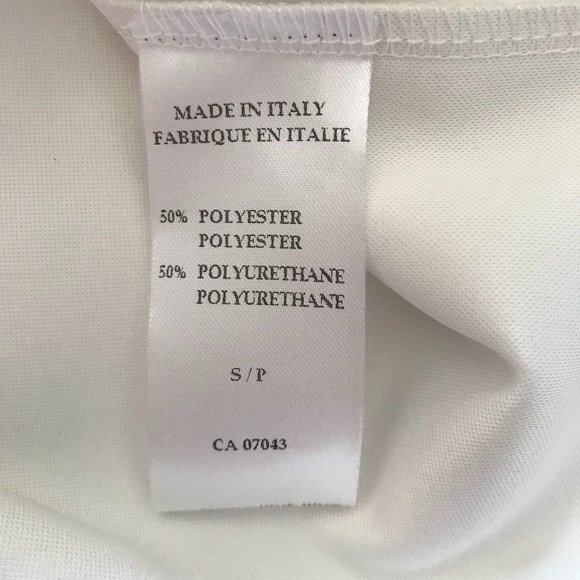 MADE IN ITALY
FABRIQUE EN ITALIE
50% POLYESTER
POLYESTER
50% POLYURETHANE
POLYURETHANE
S / P
CA 07043